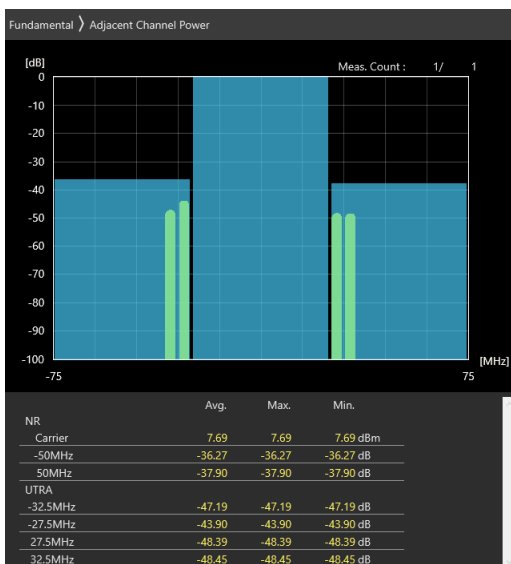 Fundamental 〉 Adjacent Channel Power
[dB]
Meas. Count : 1/ 1
0
-10
-20
-30
-40
-50
-60
-70
-80
-90
-100
[MHz]
-75 75
Avg. Max. Min.
NR
Carrier 7.69 7.69 7.69 dBm
-50MHz -36.27 -36.27 -36.27 dB
50MHz -37.90 -37.90 -37.90 dB
UTRA
-32.5MHz -47.19 -47.19 -47.19 dB
-27.5MHz -43.90 -43.90 -43.90 dB
27.5MHz -48.39 -48.39 -48.39 dB
32.5MHz -48.45 -48.45 -48.45 dB